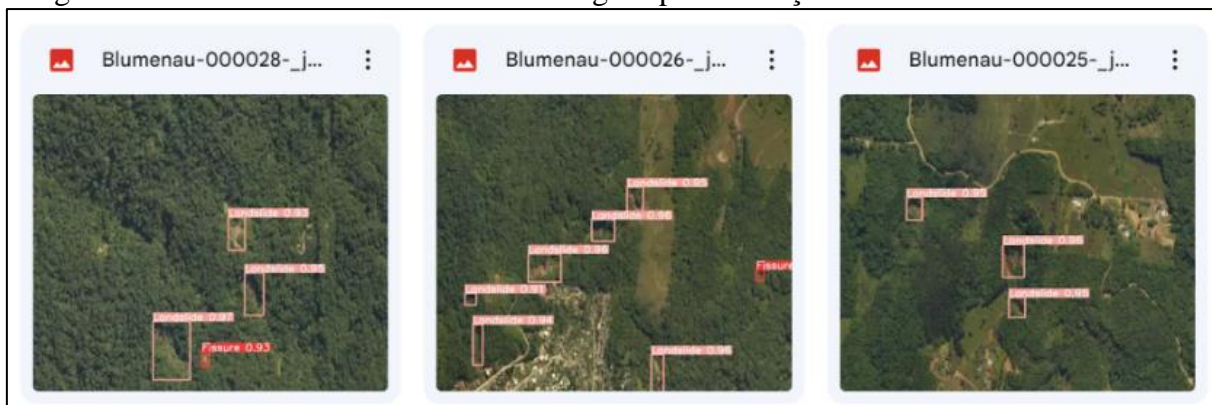 Blumenau-000028-_j...
Blumenau-000026-_j...
Blumenau-000025-_j...
Landslide 0.93
Landslide 0.95
Landslide 0.97
Fissure 0.93
Landslide 0.95
Landslide 0.96
Landslide 0.96
Fissure
Landslide 0.91
Landslide 0.94
Landslide 0.96
Landslide 0.93
Landslide 0.96
Landslide 0.95